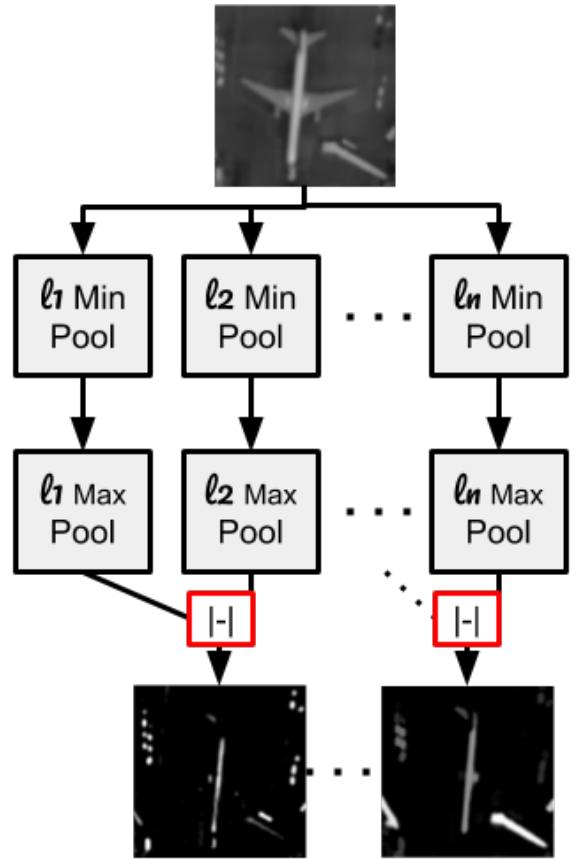 ℓ1 Min
Pool
ℓ2 Min
Pool
. . .
ℓn Min
Pool
ℓ1 Max
Pool
ℓ2 Max
Pool
. . .
ℓn Max
Pool
|-|
|-|
. . .